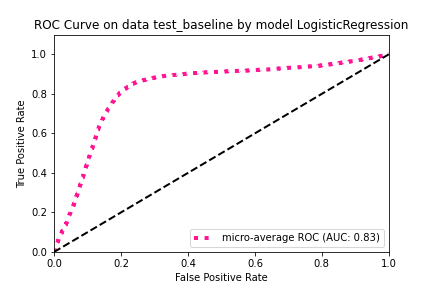 ROC Curve on data test_baseline by model LogisticRegression
1.0
0.8
0.6
0.4
0.2
0.0
True Positive Rate
micro-average ROC (AUC: 0.83)
0.0 0.2 0.4 0.6 0.8 1.0
False Positive Rate